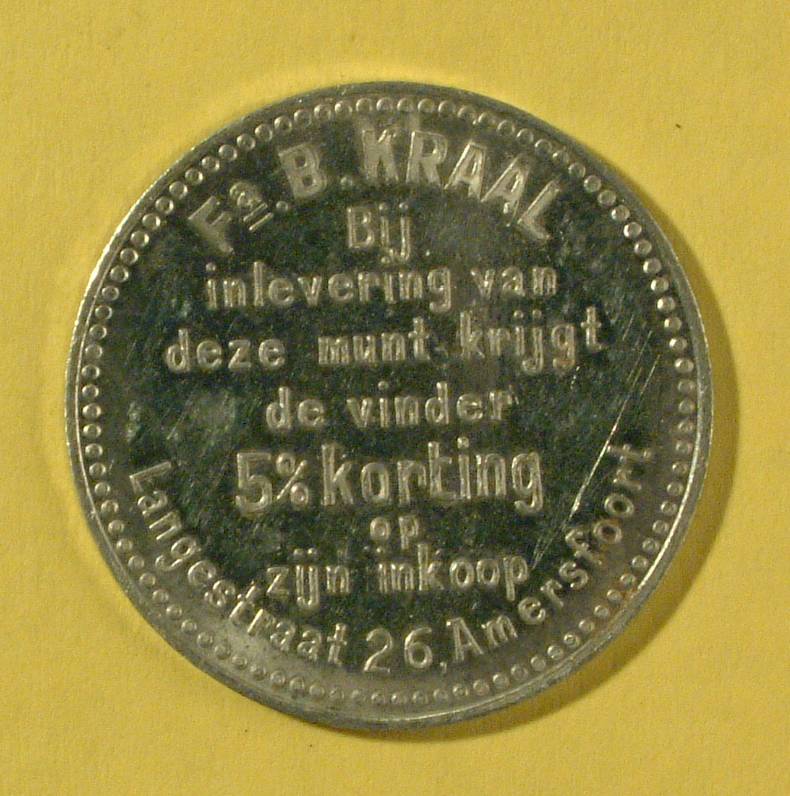 Fa. B. KRAAL
Bij
inlevering van
deze munt krijgt
de vinder
5% korting
op
zijn inkoop
Langestraat 26, Amersfoort